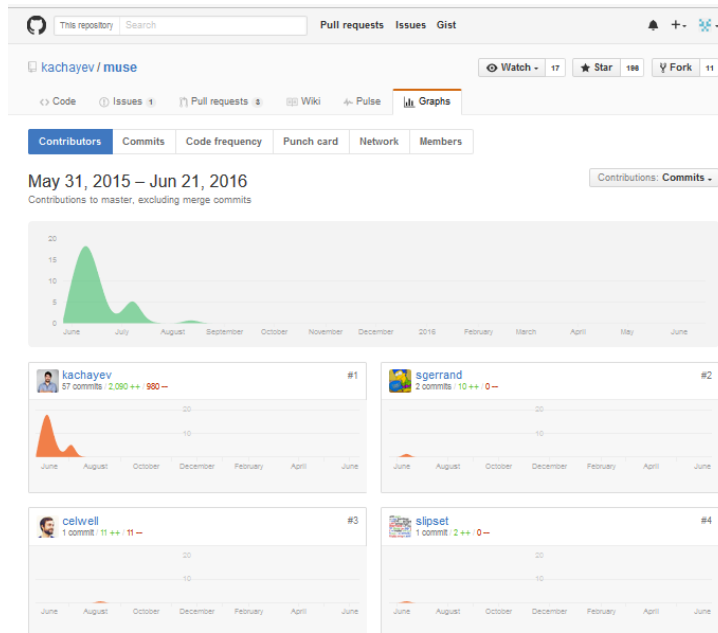 This repository Search Pull requests Issues Gist
kachayev / muse Watch 17 Star 198 Fork 11
Code Issues 1 Pull requests 8 Wiki Pulse Graphs
Contributors Commits Code frequency Punch card Network Members
May 31, 2015 – Jun 21, 2016 Contributions: Commits
Contributions to master, excluding merge commits
20
15
10
5
0
June July August September October November December 2016 February March April May June
kachayev #1
57 commits / 2,090 ++ / 980 --
20
10
June August October December February April June
sgerrand #2
2 commits / 10 ++ / 0 --
20
10
June August October December February April June
celwell #3
1 commit / 11 ++ / 11 --
20
10
June August October December February April June
slipset #4
1 commit / 2 ++ / 0 --
20
10
June August October December February April June